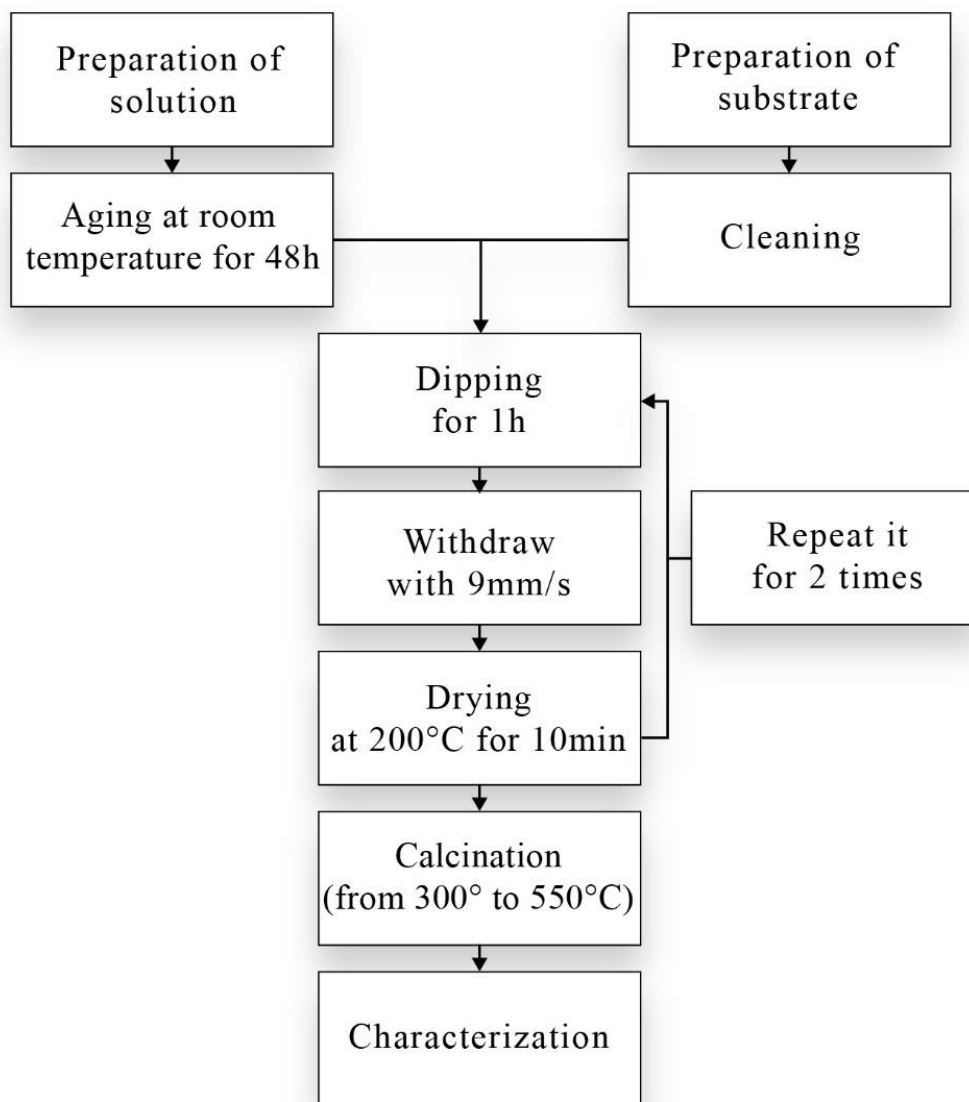 Preparation of
solution
Preparation of
substrate
Aging at room
temperature for 48h
Cleaning
Dipping
for 1h
Withdraw
with 9mm/s
Repeat it
for 2 times
Drying
at 200°C for 10min
Calcination
(from 300° to 550°C)
Characterization